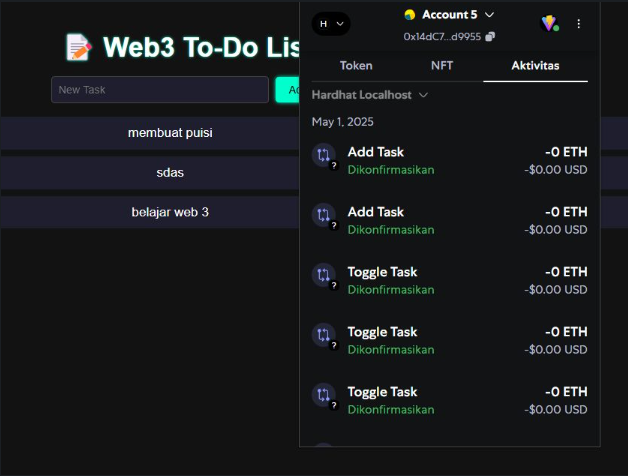 📝 Web3 To-Do Lis
New Task
membuat puisi
sdas
belajar web 3
H
Account 5
0x14dC7...d9955
Token NFT Aktivitas
Hardhat Localhost
May 1, 2025
Add Task -0 ETH
Dikonfirmasikan -$0.00 USD
Add Task -0 ETH
Dikonfirmasikan -$0.00 USD
Toggle Task -0 ETH
Dikonfirmasikan -$0.00 USD
Toggle Task -0 ETH
Dikonfirmasikan -$0.00 USD
Toggle Task -0 ETH
Dikonfirmasikan -$0.00 USD